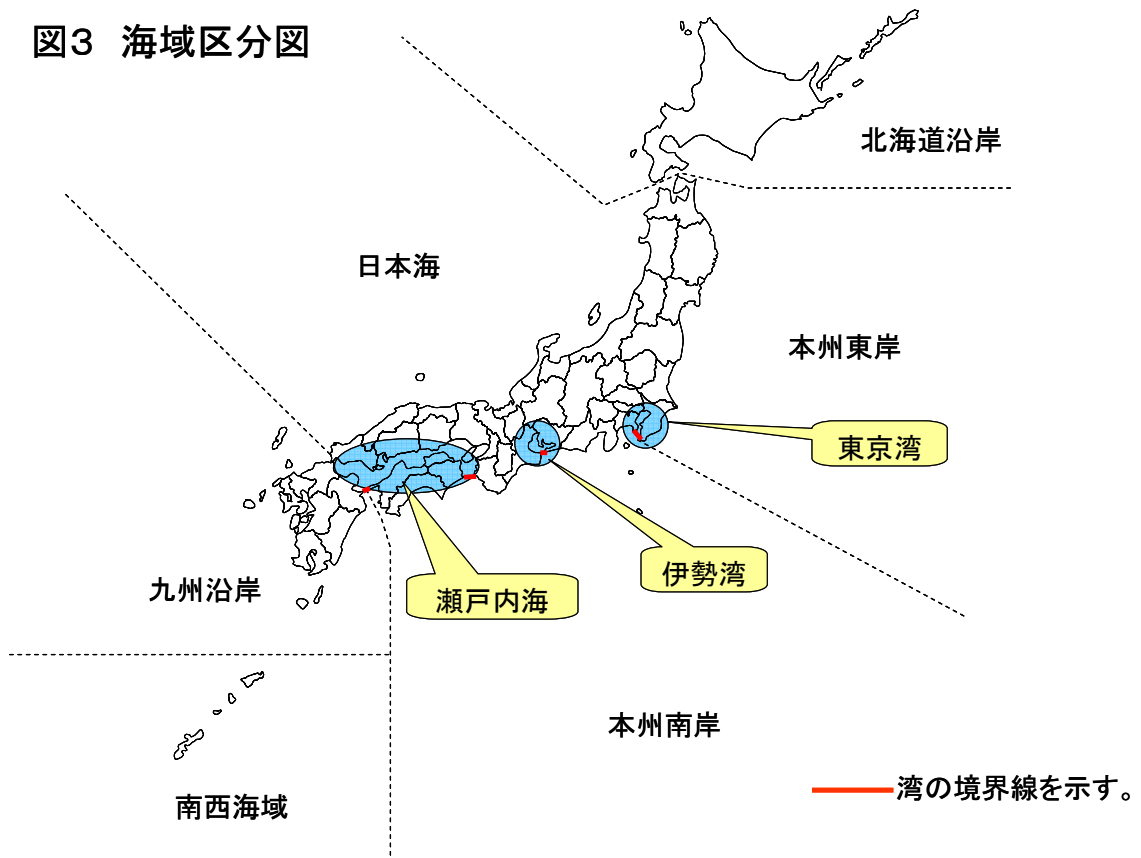 図3 海域区分図
北海道沿岸
日本海
本州東岸
東京湾
伊勢湾
九州沿岸
瀬戸内海
本州南岸
湾の境界線を示す。
南西海域